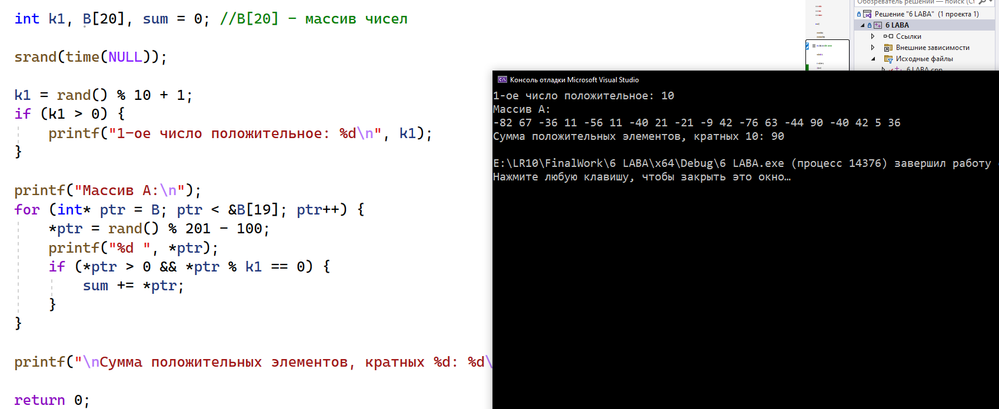 int k1, B[20], sum = 0; //B[20] - массив чисел
srand(time(NULL));
k1 = rand() % 10 + 1;
if (k1 > 0) {
printf("1-ое число положительное: %d\n", k1);
}
printf("Массив А:\n");
for (int* ptr = B; ptr < &B[19]; ptr++) {
*ptr = rand() % 201 - 100;
printf("%d ", *ptr);
if (*ptr > 0 && *ptr % k1 == 0) {
sum += *ptr;
}
}
printf("\nСумма положительных элементов, кратных %d: %d\
return 0;
Обозреватель решений — поиск (Ct
Решение "6 LABA" (1 проекта 1)
6 LABA
Ссылки
Внешние зависимости
Исходные файлы
6 LABA.cpp
Консоль отладки Microsoft Visual Studio
1-ое число положительное: 10
Массив А:
-82 67 -36 11 -56 11 -40 21 -21 -9 42 -76 63 -44 90 -40 42 5 36
Сумма положительных элементов, кратных 10: 90
E:\LR10\FinalWork\6 LABA\x64\Debug\6 LABA.exe (процесс 14376) завершил работу
Нажмите любую клавишу, чтобы закрыть это окно…